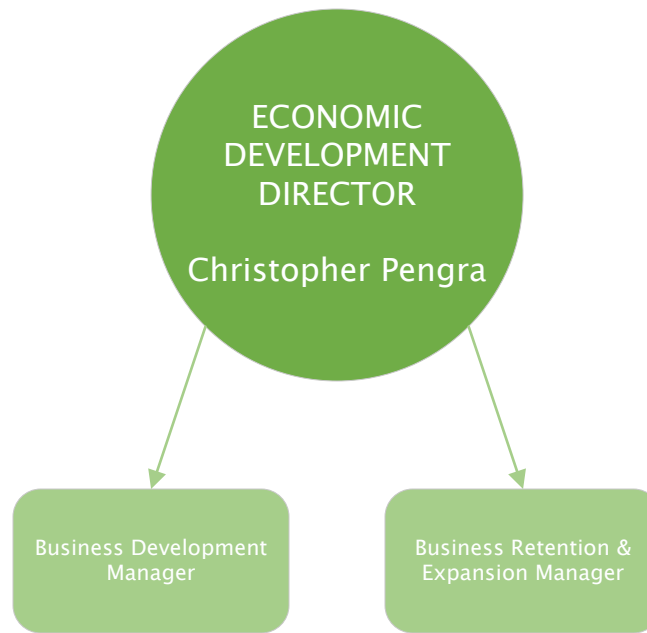 ECONOMIC
DEVELOPMENT
DIRECTOR
Christopher Pengra
Business Development
Manager
Business Retention &
Expansion Manager